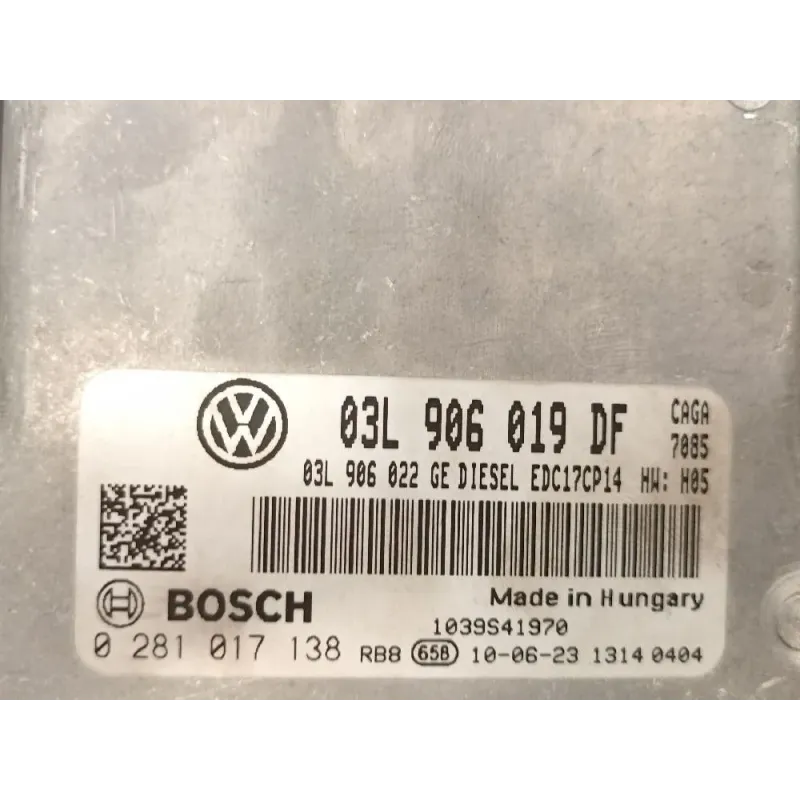 03L 906 019 DF CAGA
7085
03L 906 022 GE DIESEL EDC17CP14 HW: H05
BOSCH Made in Hungary
1039S41970
0 281 017 138 RB8 658 10-06-23 1314 0404